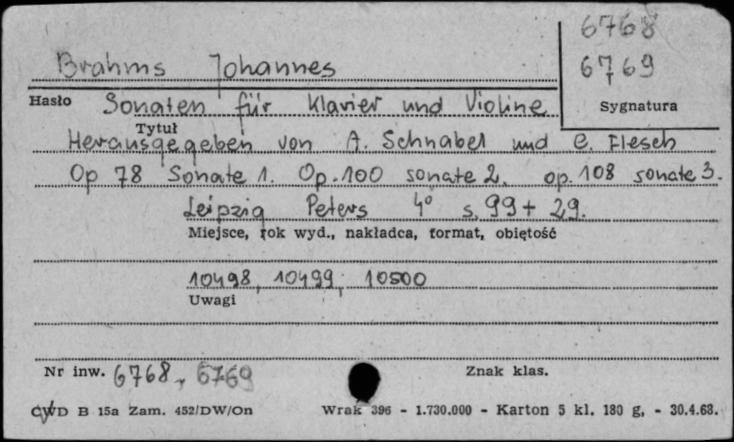 6768
Brahms Johannes 6769
Hasło Sonaten für Klavier und Violine Sygnatura
Tytuł
Herausgegeben von A. Schnabel und C. Flesch
Op 78 Sonate 1. Op. 100 sonate 2. op. 108 sonate 3.
Leipzig Peters 4° s. 99 + 29.
Miejsce, rok wyd., nakładca, format, objętość
10498, 10499, 10500
Uwagi
Nr inw. 6768, 6769 Znak klas.
CWD B 15a Zam. 452/DW/On Wrak 396 - 1.730.000 - Karton 5 kl. 180 g, - 30.4.63.